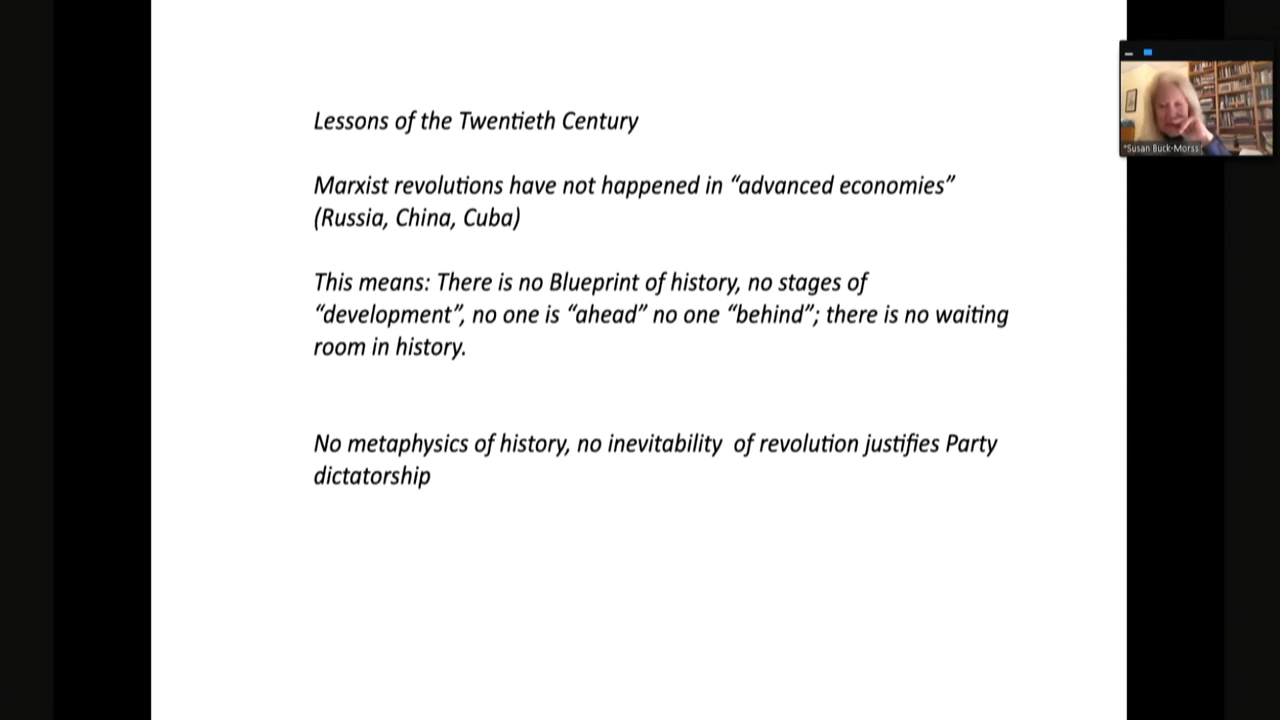 Lessons of the Twentieth Century
Marxist revolutions have not happened in “advanced economies”
(Russia, China, Cuba)
This means: There is no Blueprint of history, no stages of
“development”, no one is “ahead” no one “behind”; there is no waiting
room in history.
No metaphysics of history, no inevitability of revolution justifies Party
dictatorship
*Susan Buck-Morss